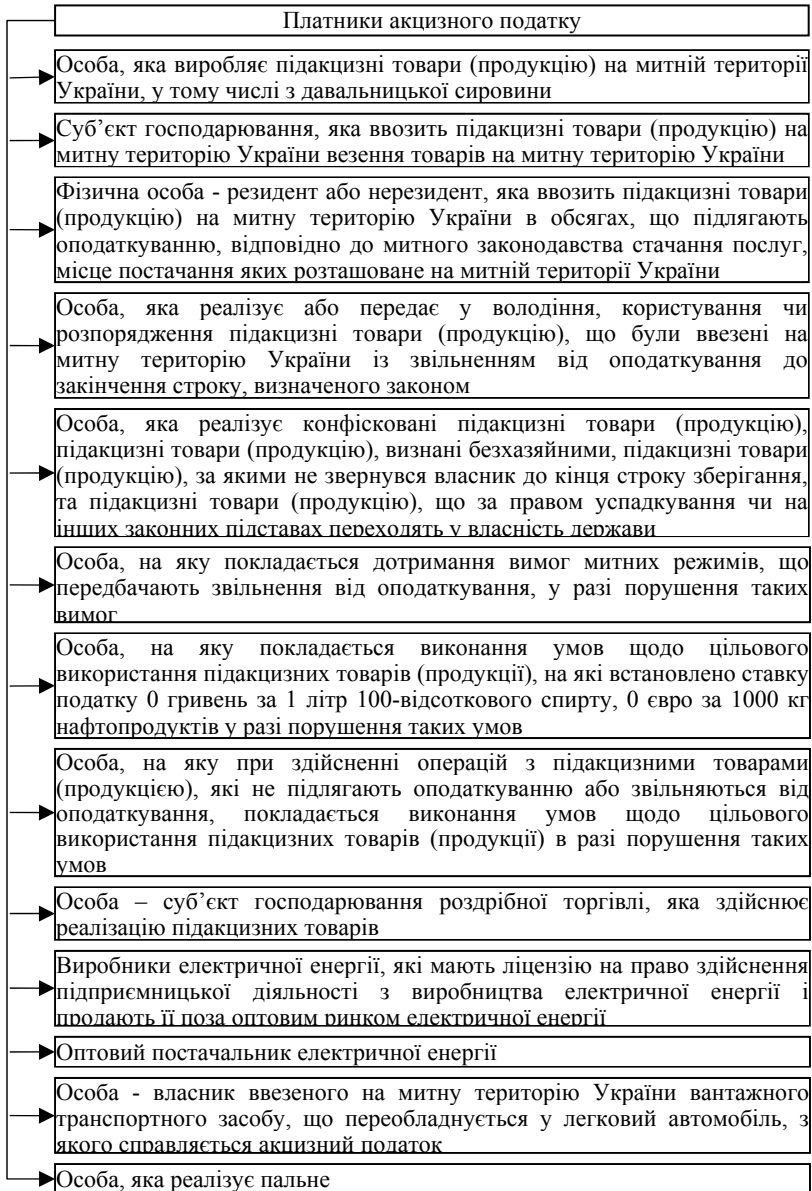 Платники акцизного податку
Особа, яка виробляє підакцизні товари (продукцію) на митній території
України, у тому числі з давальницької сировини
Суб’єкт господарювання, яка ввозить підакцизні товари (продукцію) на
митну територію України везення товарів на митну територію України
Фізична особа - резидент або нерезидент, яка ввозить підакцизні товари
(продукцію) на митну територію України в обсягах, що підлягають
оподаткуванню, відповідно до митного законодавства стачання послуг,
місце постачання яких розташоване на митній території України
Особа, яка реалізує або передає у володіння, користування чи
розпорядження підакцизні товари (продукцію), що були ввезені на
митну територію України із звільненням від оподаткування до
закінчення строку, визначеного законом
Особа, яка реалізує конфісковані підакцизні товари (продукцію),
підакцизні товари (продукцію), визнані безхазяйними, підакцизні товари
(продукцію), за якими не звернувся власник до кінця строку зберігання,
та підакцизні товари (продукцію), що за правом успадкування чи на
інших законних підставах переходять у власність держави
Особа, на яку покладається дотримання вимог митних режимів, що
передбачають звільнення від оподаткування, у разі порушення таких
вимог
Особа, на яку покладається виконання умов щодо цільового
використання підакцизних товарів (продукції), на які встановлено ставку
податку 0 гривень за 1 літр 100-відсоткового спирту, 0 євро за 1000 кг
нафтопродуктів у разі порушення таких умов
Особа, на яку при здійсненні операцій з підакцизними товарами
(продукцією), які не підлягають оподаткуванню або звільняються від
оподаткування, покладається виконання умов щодо цільового
використання підакцизних товарів (продукції) в разі порушення таких
умов
Особа – суб’єкт господарювання роздрібної торгівлі, яка здійснює
реалізацію підакцизних товарів
Виробники електричної енергії, які мають ліцензію на право здійснення
підприємницької діяльності з виробництва електричної енергії і
продають її поза оптовим ринком електричної енергії
Оптовий постачальник електричної енергії
Особа - власник ввезеного на митну територію України вантажного
транспортного засобу, що переобладнується у легковий автомобіль, з
якого справляється акцизний податок
Особа, яка реалізує пальне